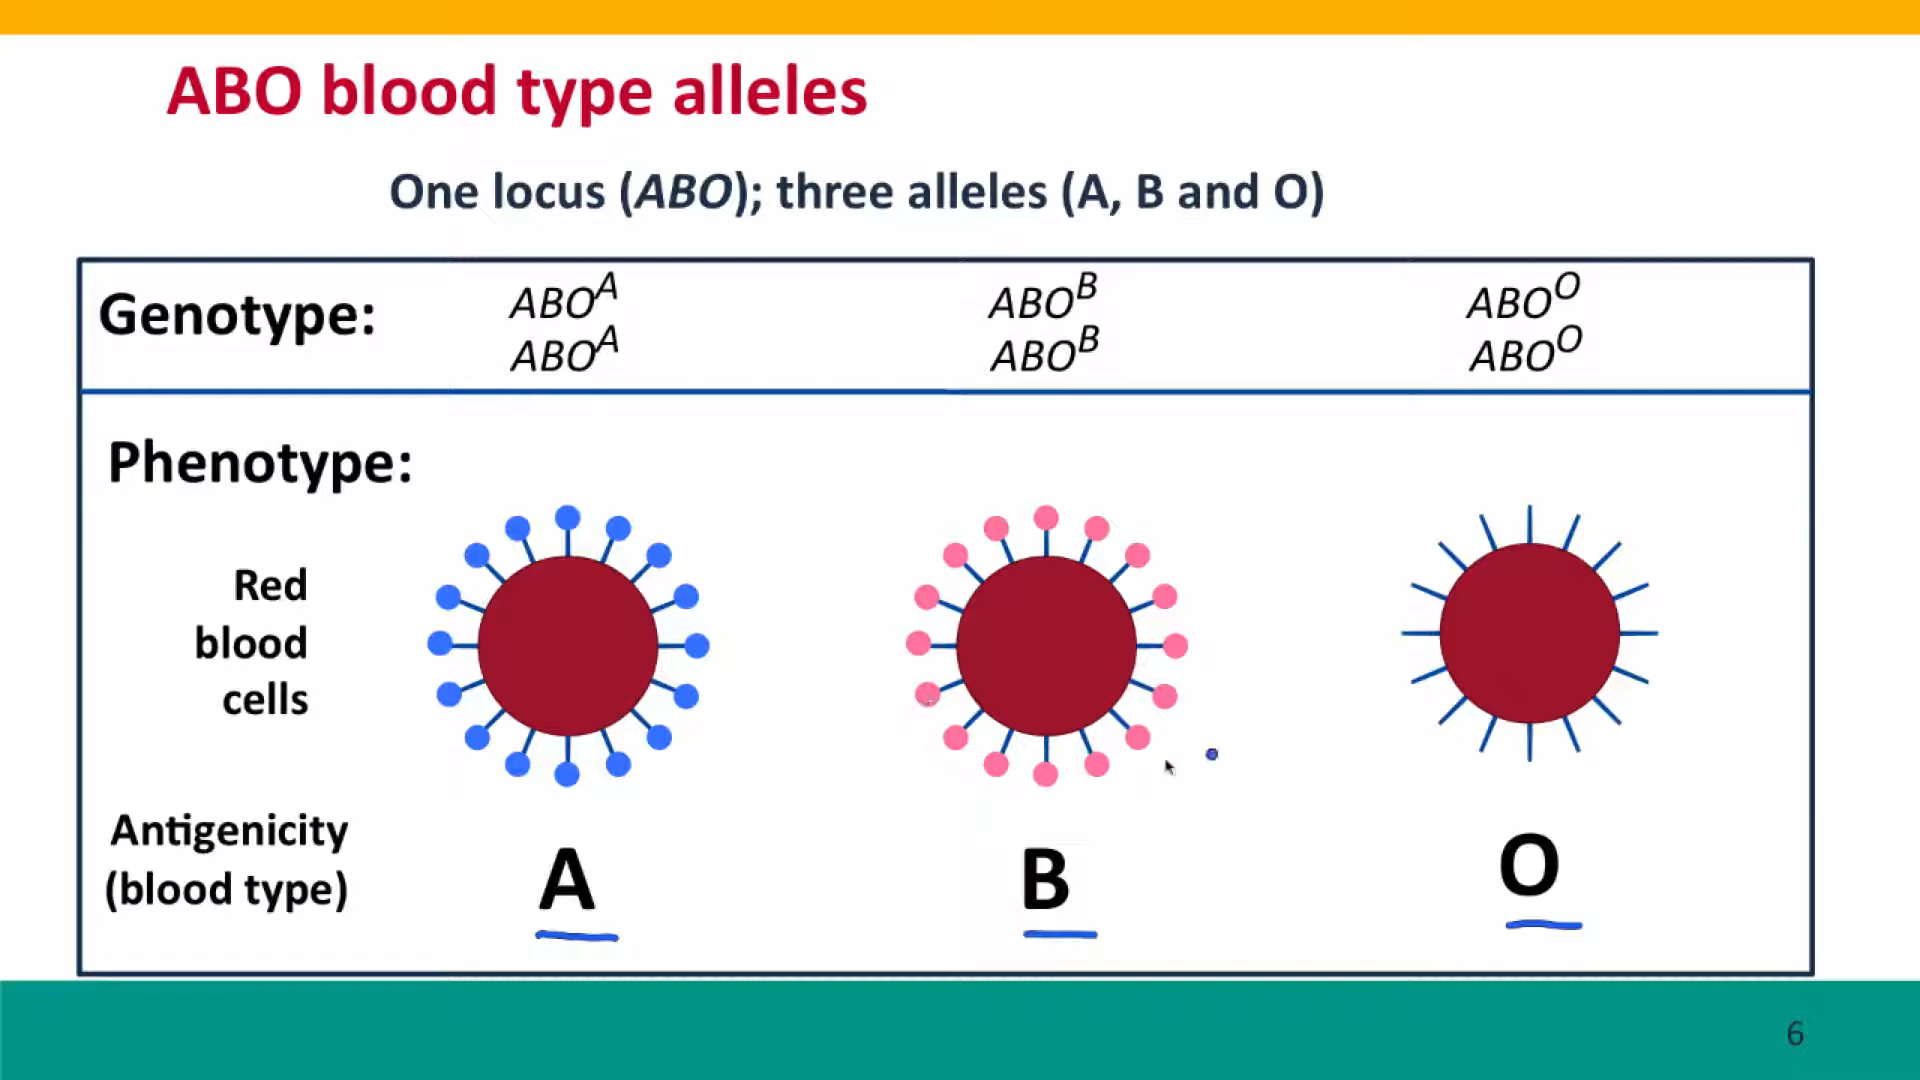 ABO blood type alleles
One locus (ABO); three alleles (A, B and O)
Genotype:
ABO^A ABO^B ABO^O
ABO^A ABO^B ABO^O
Phenotype:
Red
blood
cells
Antigenicity
(blood type)
A B O
6